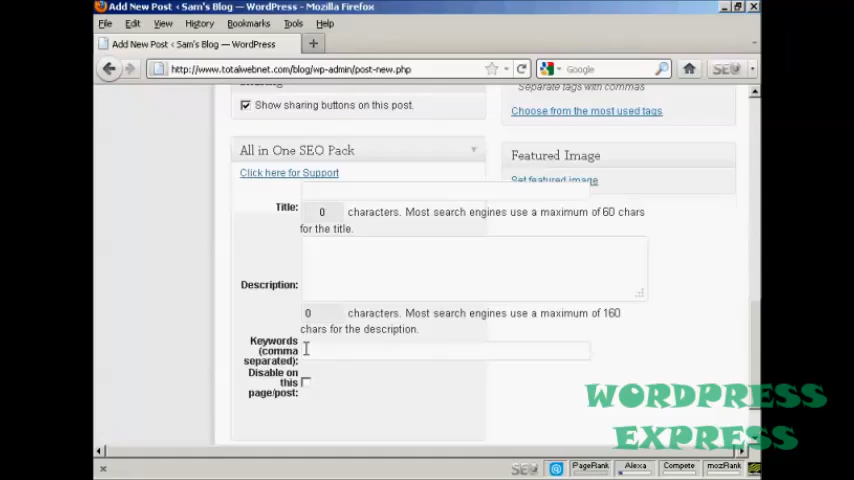 Add New Post ‹ Sam's Blog — WordPress - Mozilla Firefox
File Edit View History Bookmarks Tools Help
Add New Post ‹ Sam's Blog — WordPress
http://www.totalwebnet.com/blog/wp-admin/post-new.php
Google
SEO
Separate tags with commas
Show sharing buttons on this post.
Choose from the most used tags
All in One SEO Pack
Featured Image
Click here for Support
Set featured image
Title:
0 characters. Most search engines use a maximum of 60 chars
for the title.
Description:
0 characters. Most search engines use a maximum of 160
chars for the description.
Keywords
(comma
separated):
Disable on
this
page/post:
WORDPRESS
EXPRESS
SEO
PageRank Alexa Compete mozRank